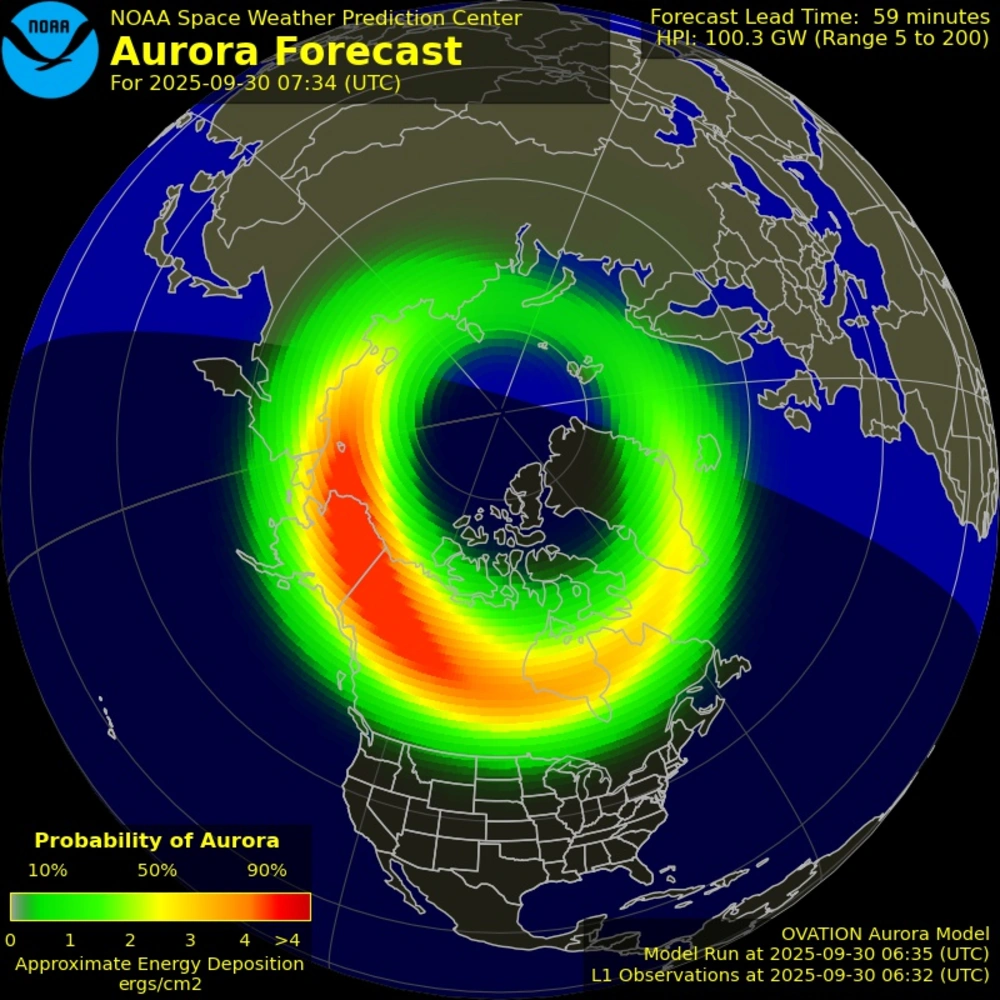 NOAA
NOAA Space Weather Prediction Center
Aurora Forecast
For 2025-09-30 07:34 (UTC)
Forecast Lead Time: 59 minutes
HPI: 100.3 GW (Range 5 to 200)
Probability of Aurora
10% 50% 90%
0 1 2 3 4 >4
Approximate Energy Deposition
ergs/cm2
OVATION Aurora Model
Model Run at 2025-09-30 06:35 (UTC)
L1 Observations at 2025-09-30 06:32 (UTC)